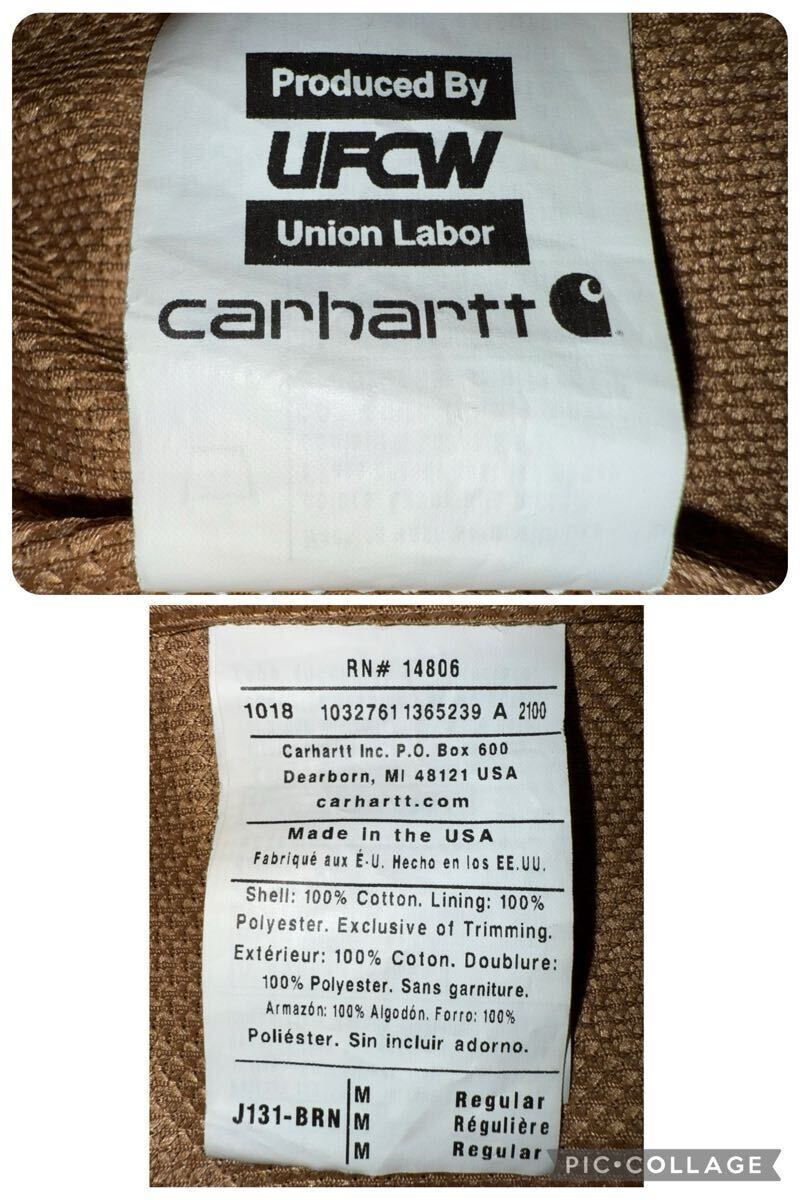 Produced By
UFCW
Union Labor
carhartt
RN# 14806
1018 10327611365239 A 2100
Carhartt Inc. P.O. Box 600
Dearborn, MI 48121 USA
carhartt.com
Made in the USA
Fabriqué aux É-U. Hecho en los EE.UU.
Shell: 100% Cotton. Lining: 100%
Polyester. Exclusive of Trimming.
Extérieur: 100% Coton. Doublure:
100% Polyester. Sans garniture.
Armazón: 100% Algodón. Forro: 100%
Poliéster. Sin incluir adorno.
J131-BRN
M Regular
M Régulière
M Regular
PIC•COLLAGE